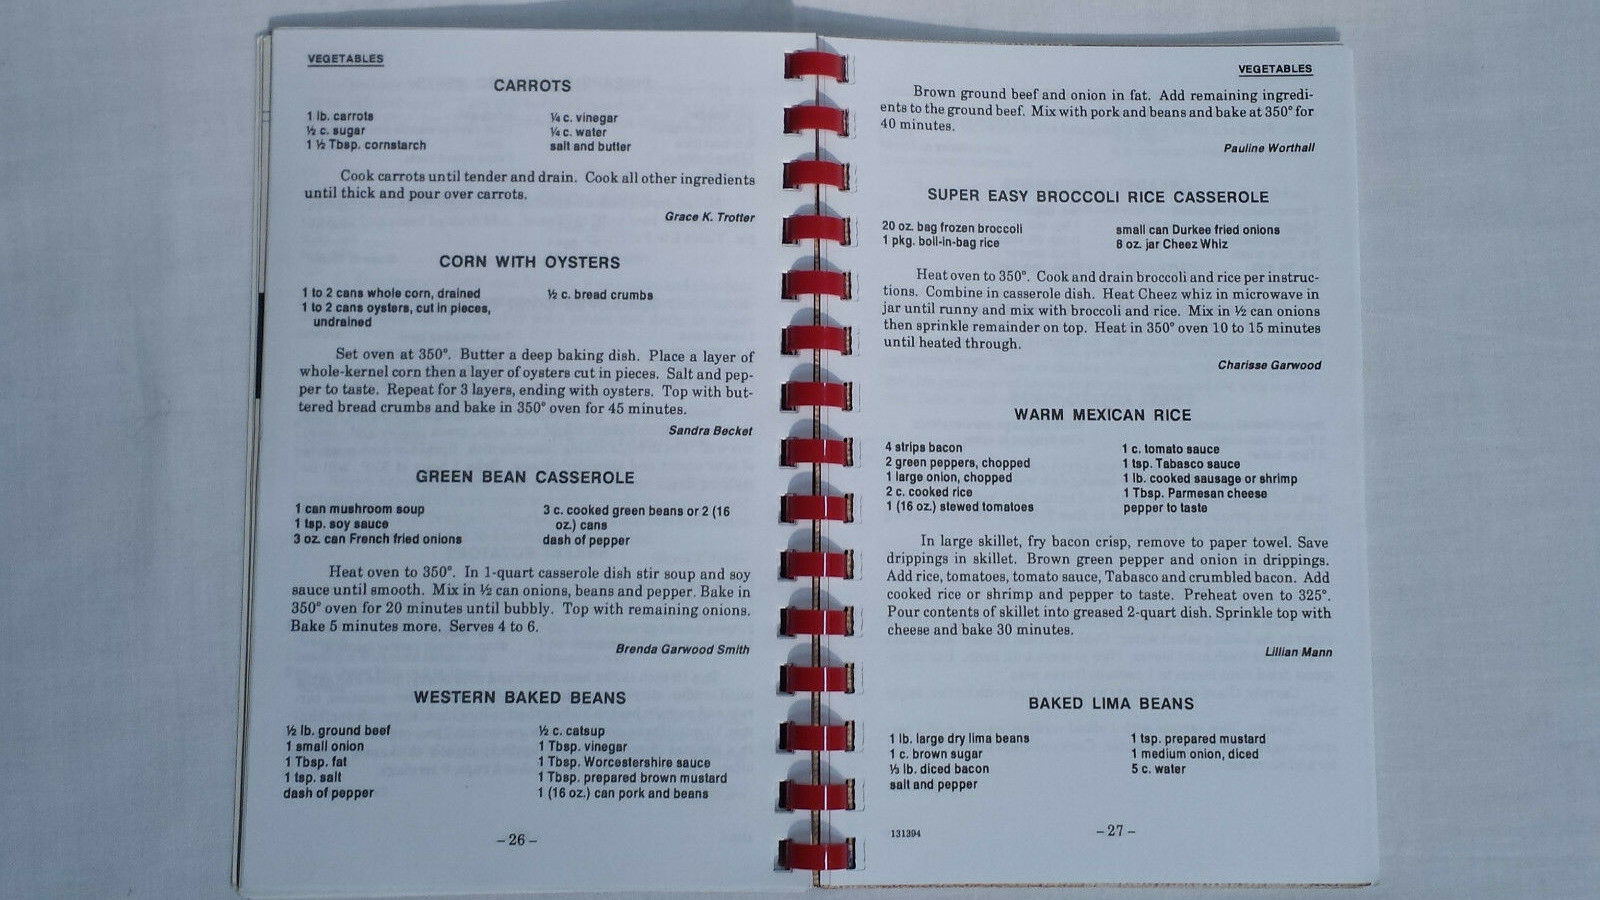 VEGETABLES
CARROTS
1 lb. carrots
½ c. sugar
1 ½ Tbsp. cornstarch
¼ c. vinegar
¼ c. water
salt and butter
Cook carrots until tender and drain. Cook all other ingredients
until thick and pour over carrots.
Grace K. Trotter
CORN WITH OYSTERS
1 to 2 cans whole corn, drained
1 to 2 cans oysters, cut in pieces,
undrained
½ c. bread crumbs
Set oven at 350°. Butter a deep baking dish. Place a layer of
whole-kernel corn then a layer of oysters cut in pieces. Salt and pep-
per to taste. Repeat for 3 layers, ending with oysters. Top with but-
tered bread crumbs and bake in 350° oven for 45 minutes.
Sandra Becket
GREEN BEAN CASSEROLE
1 can mushroom soup
1 tsp. soy sauce
3 oz. can French fried onions
3 c. cooked green beans or 2 (16
oz.) cans
dash of pepper
Heat oven to 350°. In 1-quart casserole dish stir soup and soy
sauce until smooth. Mix in ½ can onions, beans and pepper. Bake in
350° oven for 20 minutes until bubbly. Top with remaining onions.
Bake 5 minutes more. Serves 4 to 6.
Brenda Garwood Smith
WESTERN BAKED BEANS
½ lb. ground beef
1 small onion
1 Tbsp. fat
1 tsp. salt
dash of pepper
½ c. catsup
1 Tbsp. vinegar
1 Tbsp. Worcestershire sauce
1 Tbsp. prepared brown mustard
1 (16 oz.) can pork and beans
– 26 –
VEGETABLES
Brown ground beef and onion in fat. Add remaining ingredi-
ents to the ground beef. Mix with pork and beans and bake at 350° for
40 minutes.
Pauline Worthall
SUPER EASY BROCCOLI RICE CASSEROLE
20 oz. bag frozen broccoli
1 pkg. boil-in-bag rice
small can Durkee fried onions
8 oz. jar Cheez Whiz
Heat oven to 350°. Cook and drain broccoli and rice per instruc-
tions. Combine in casserole dish. Heat Cheez whiz in microwave in
jar until runny and mix with broccoli and rice. Mix in ½ can onions
then sprinkle remainder on top. Heat in 350° oven 10 to 15 minutes
until heated through.
Charisse Garwood
WARM MEXICAN RICE
4 strips bacon
2 green peppers, chopped
1 large onion, chopped
2 c. cooked rice
1 (16 oz.) stewed tomatoes
1 c. tomato sauce
1 tsp. Tabasco sauce
1 lb. cooked sausage or shrimp
1 Tbsp. Parmesan cheese
pepper to taste
In large skillet, fry bacon crisp, remove to paper towel. Save
drippings in skillet. Brown green pepper and onion in drippings.
Add rice, tomatoes, tomato sauce, Tabasco and crumbled bacon. Add
cooked rice or shrimp and pepper to taste. Preheat oven to 325°.
Pour contents of skillet into greased 2-quart dish. Sprinkle top with
cheese and bake 30 minutes.
Lillian Mann
BAKED LIMA BEANS
1 lb. large dry lima beans
1 c. brown sugar
⅓ lb. diced bacon
salt and pepper
1 tsp. prepared mustard
1 medium onion, diced
5 c. water
131394
– 27 –